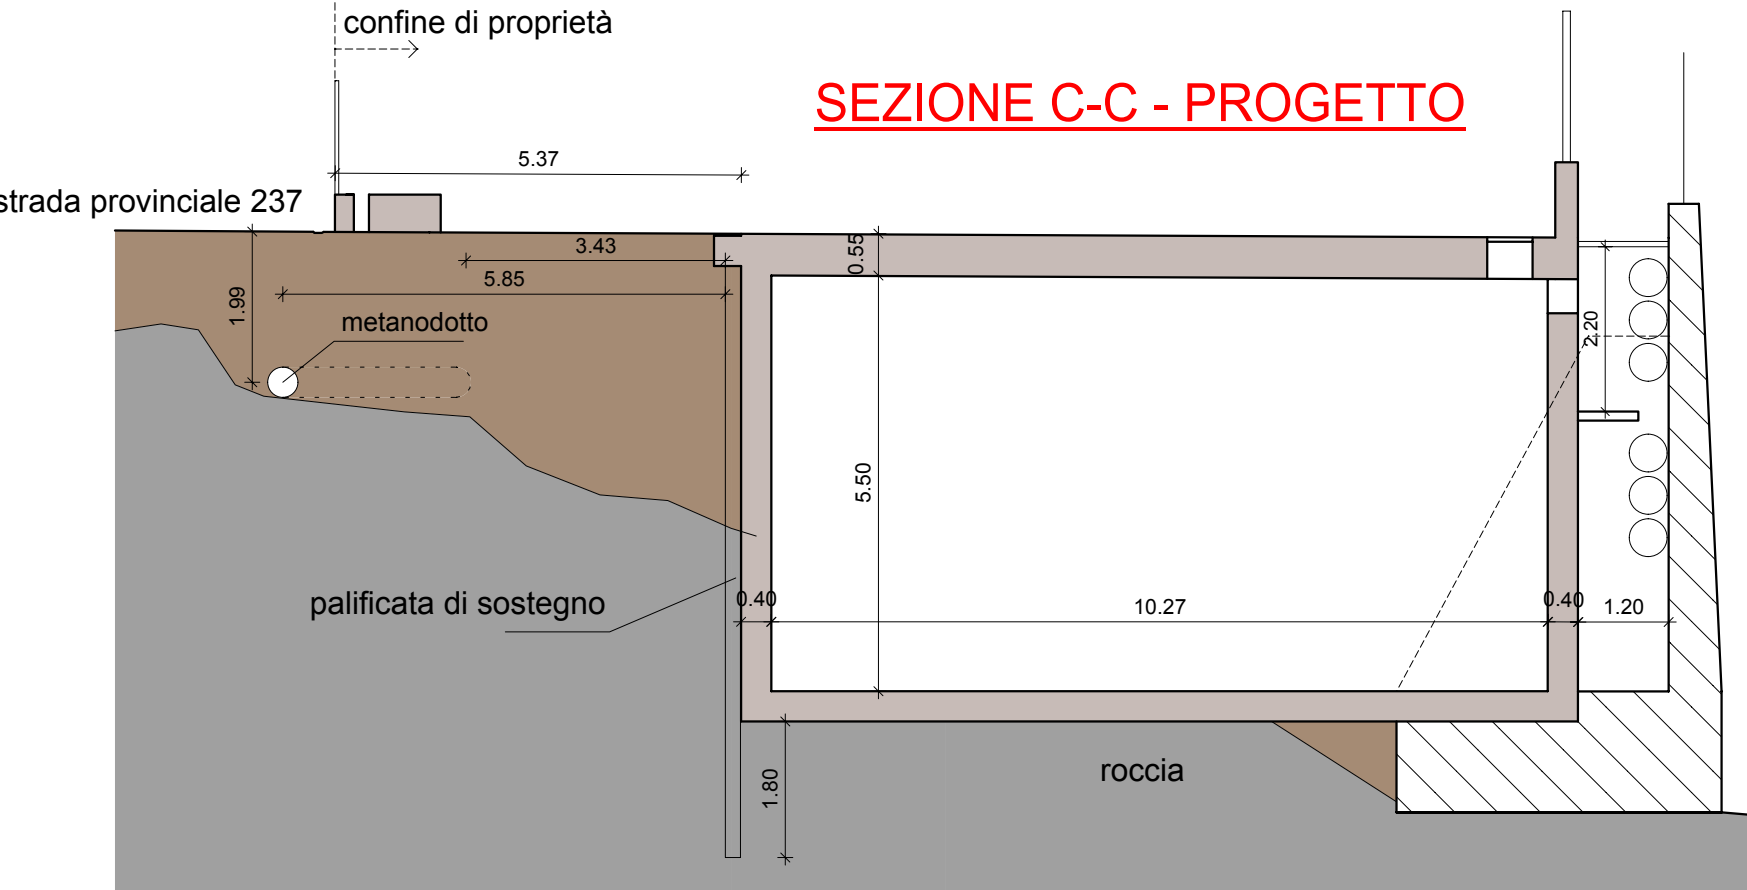 confine di proprietà
SEZIONE C-C - PROGETTO
5.37
strada provinciale 237
3.43
0.55
5.85
1.99
metanodotto
2.20
5.50
palificata di sostegno
0.40
10.27
0.40
1.20
1.80
roccia